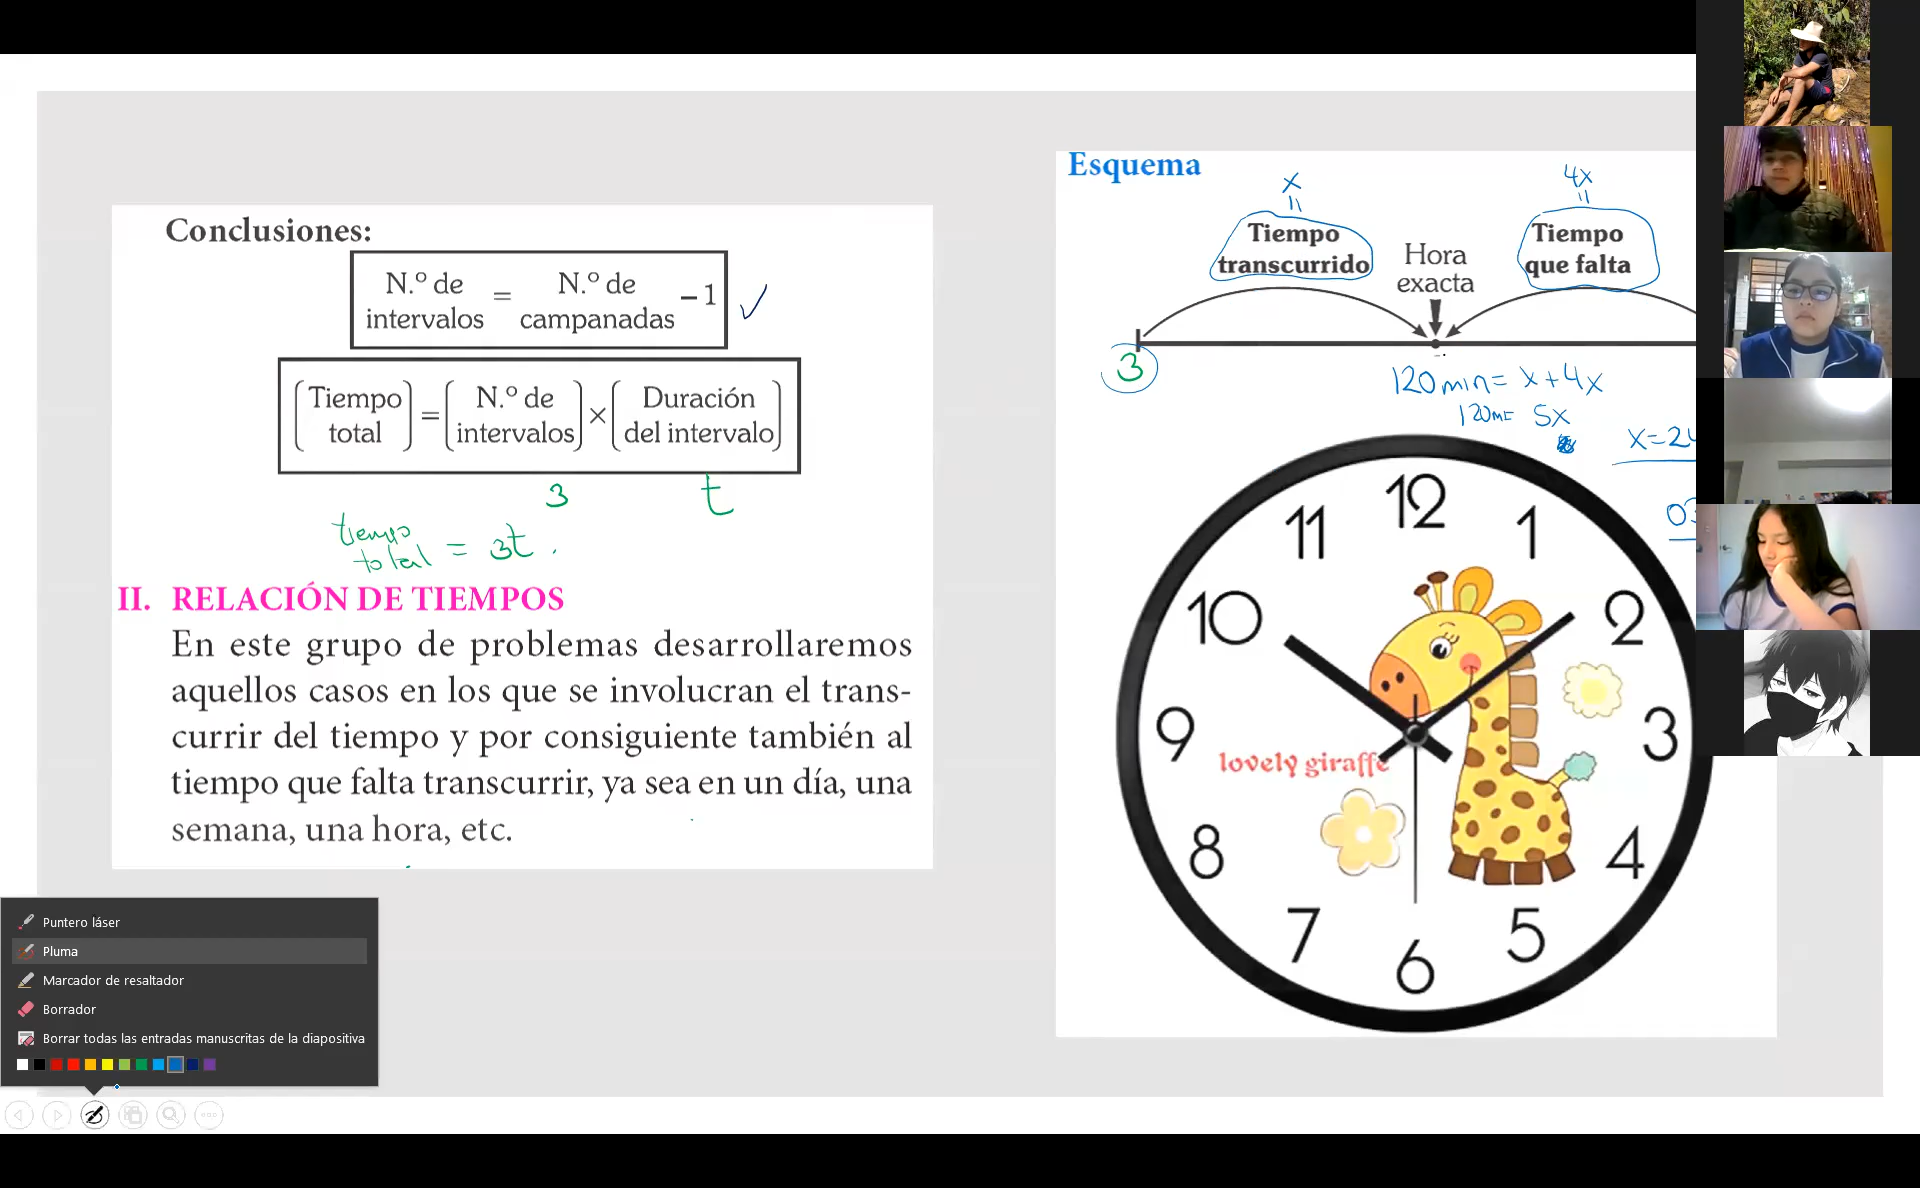 Conclusiones:
N.º de intervalos = N.º de campanadas – 1 ✓
(Tiempo total) = (N.º de intervalos) × (Duración del intervalo)
3 t
tiempo total = 3t .
II. RELACIÓN DE TIEMPOS
En este grupo de problemas desarrollaremos
aquellos casos en los que se involucran el trans-
currir del tiempo y por consiguiente también al
tiempo que falta transcurrir, ya sea en un día, una
semana, una hora, etc.
Esquema
x
=
4x
=
Tiempo
transcurrido
Hora
exacta
Tiempo
que falta
3
120min = x + 4x
120m = 5x
x = 24
03
12
1
2
3
4
5
6
7
8
9
10
11
lovely giraffe
Puntero láser
Pluma
Marcador de resaltador
Borrador
Borrar todas las entradas manuscritas de la diapositiva